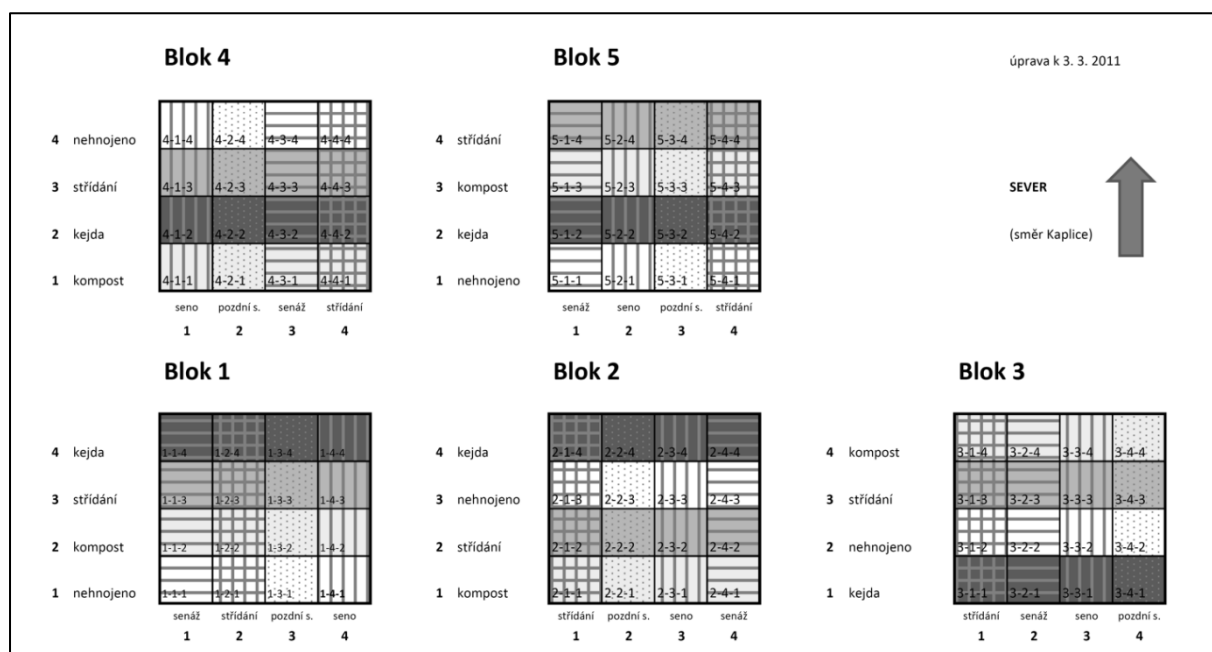 Blok 4
Blok 5
úprava k 3. 3. 2011
4 nehnojeno 4-1-4 4-2-4 4-3-4 4-4-4
4 střídání 5-1-4 5-2-4 5-3-4 5-4-4
3 střídání 4-1-3 4-2-3 4-3-3 4-4-3
3 kompost 5-1-3 5-2-3 5-3-3 5-4-3
SEVER
2 kejda 4-1-2 4-2-2 4-3-2 4-4-2
2 kejda 5-1-2 5-2-2 5-3-2 5-4-2
(směr Kaplice)
1 kompost 4-1-1 4-2-1 4-3-1 4-4-1
1 nehnojeno 5-1-1 5-2-1 5-3-1 5-4-1
seno pozdní s. senáž střídání
senáž seno pozdní s. střídání
1 2 3 4
1 2 3 4
Blok 1
Blok 2
Blok 3
4 kejda 1-1-4 1-2-4 1-3-4 1-4-4
4 kejda 2-1-4 2-2-4 2-3-4 2-4-4
4 kompost 3-1-4 3-2-4 3-3-4 3-4-4
3 střídání 1-1-3 1-2-3 1-3-3 1-4-3
3 nehnojeno 2-1-3 2-2-3 2-3-3 2-4-3
3 střídání 3-1-3 3-2-3 3-3-3 3-4-3
2 kompost 1-1-2 1-2-2 1-3-2 1-4-2
2 střídání 2-1-2 2-2-2 2-3-2 2-4-2
2 nehnojeno 3-1-2 3-2-2 3-3-2 3-4-2
1 nehnojeno 1-1-1 1-2-1 1-3-1 1-4-1
1 kompost 2-1-1 2-2-1 2-3-1 2-4-1
1 kejda 3-1-1 3-2-1 3-3-1 3-4-1
senáž střídání pozdní s. seno
střídání pozdní s. seno senáž
střídání senáž seno pozdní s.
1 2 3 4
1 2 3 4
1 2 3 4